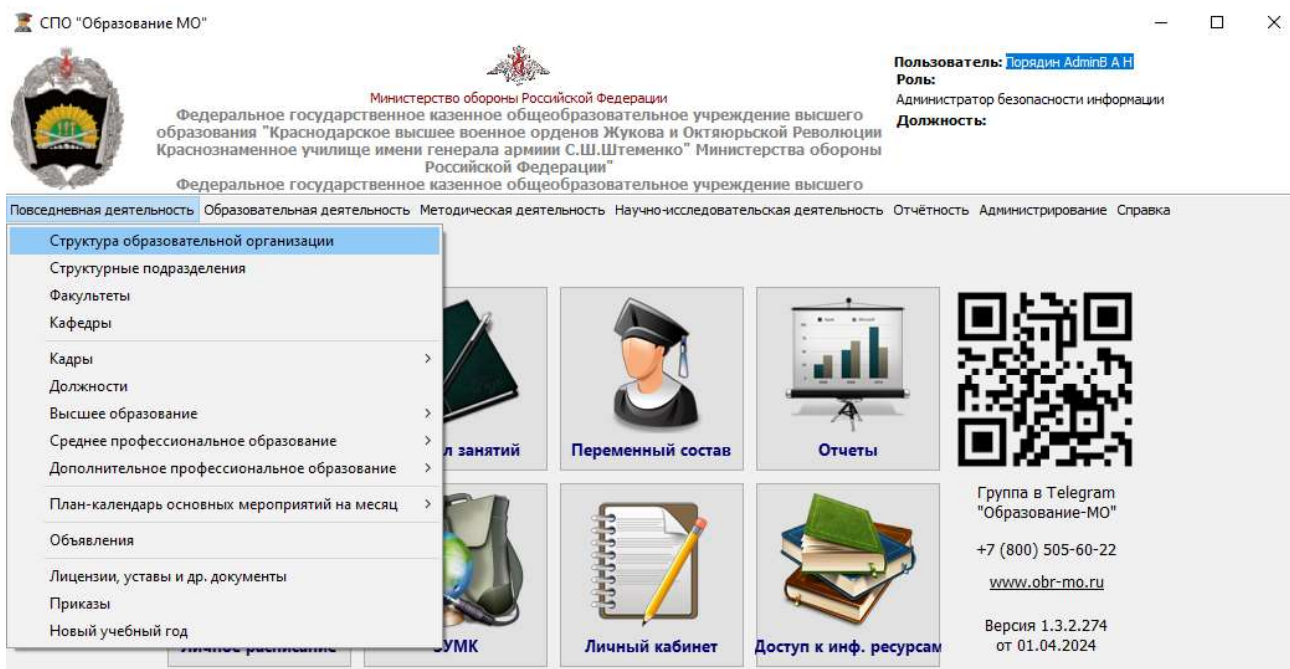 СПО "Образование МО"
Министерство обороны Российской Федерации
Федеральное государственное казенное общеобразовательное учреждение высшего
образования "Краснодарское высшее военное орденов Жукова и Октяюрьской Революции
Краснознаменное училище имени генерала армиии С.Ш.Штеменко" Министерства обороны
Российской Федерации"
Федеральное государственное казенное общеобразовательное учреждение высшего
Пользователь: Порядин AdminB А Н
Роль:
Администратор безопасности информации
Должность:
Повседневная деятельность Образовательная деятельность Методическая деятельность Научно-исследовательская деятельность Отчётность Администрирование Справка
Структура образовательной организации
Структурные подразделения
Факультеты
Кафедры
Кадры
Должности
Высшее образование
Среднее профессиональное образование
Дополнительное профессиональное образование
План-календарь основных мероприятий на месяц
Объявления
Лицензии, уставы и др. документы
Приказы
Новый учебный год
л занятий
Переменный состав
Отчеты
УМК
Личный кабинет
Доступ к инф. ресурсам
Группа в Telegram
"Образование-МО"
+7 (800) 505-60-22
www.obr-mo.ru
Версия 1.3.2.274
от 01.04.2024